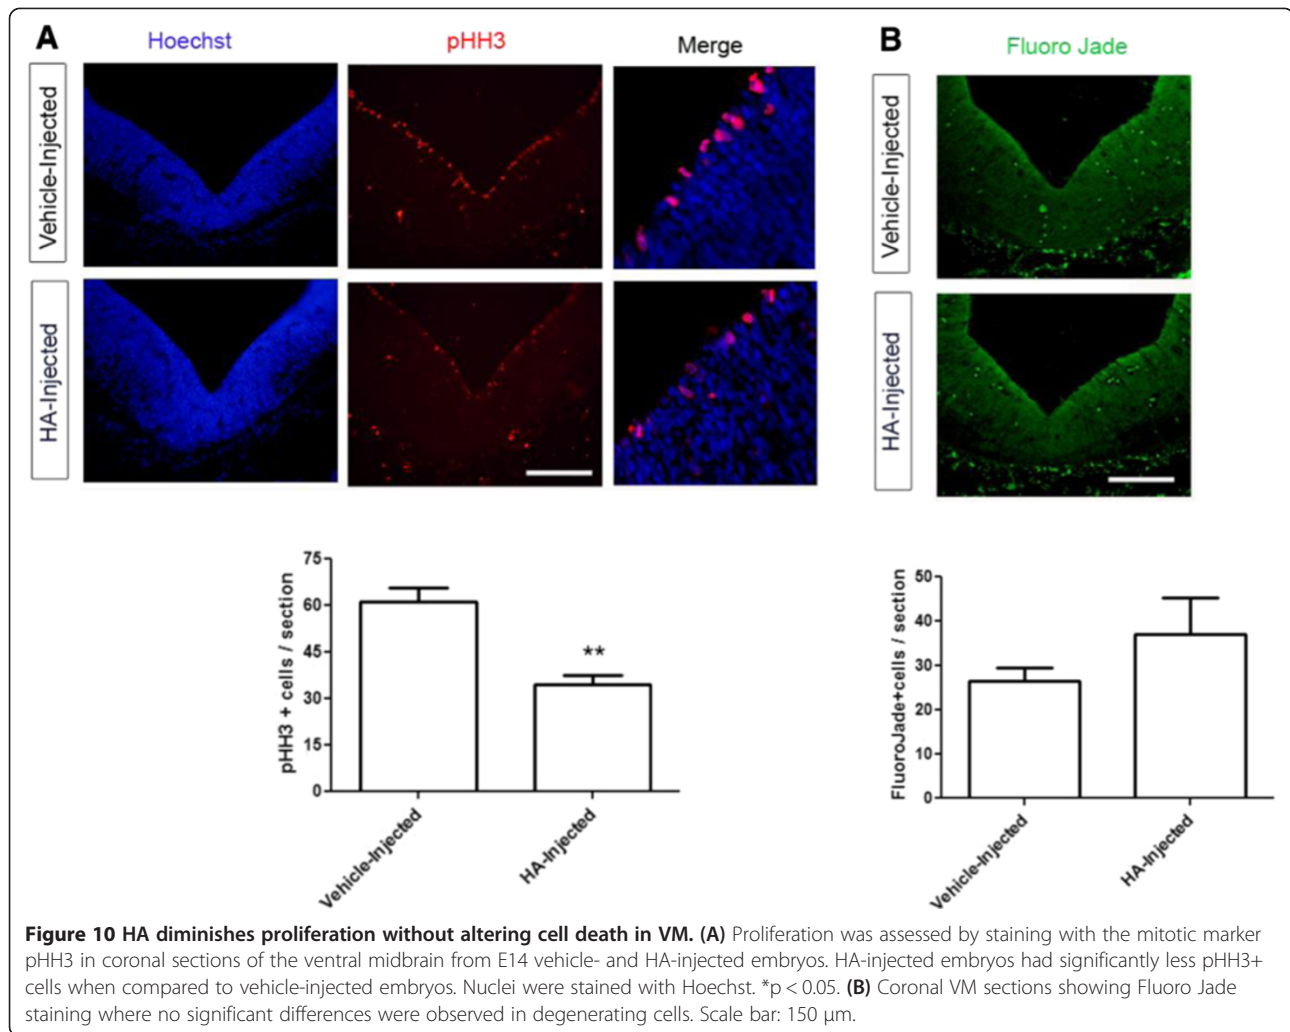 A
Hoechst
pHH3
Merge
B
Fluoro Jade
Vehicle-Injected
HA-Injected
Vehicle-Injected
HA-Injected
pHH3 + cells / section
75
60
45
30
15
0
**
Vehicle-Injected
HA-Injected
FluoroJade+cells / section
50
40
30
20
10
0
Vehicle-Injected
HA-Injected
Figure 10 HA diminishes proliferation without altering cell death in VM. (A) Proliferation was assessed by staining with the mitotic marker
pHH3 in coronal sections of the ventral midbrain from E14 vehicle- and HA-injected embryos. HA-injected embryos had significantly less pHH3+
cells when compared to vehicle-injected embryos. Nuclei were stained with Hoechst. *p < 0.05. (B) Coronal VM sections showing Fluoro Jade
staining where no significant differences were observed in degenerating cells. Scale bar: 150 μm.